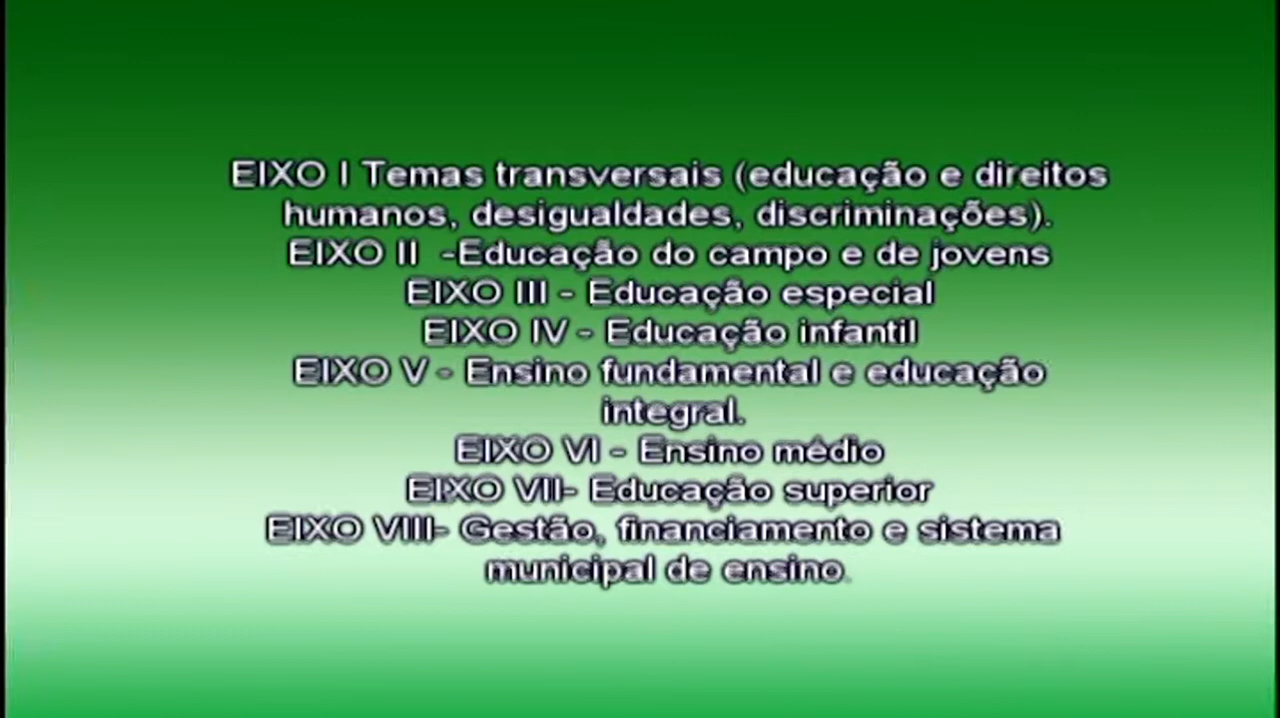 EIXO I Temas transversais (educação e direitos
humanos, desigualdades, discriminações).
EIXO II  -Educação do campo e de jovens
EIXO III - Educação especial
EIXO IV - Educação infantil
EIXO V - Ensino fundamental e educação
integral.
EIXO VI - Ensino médio
EIXO VII- Educação superior
EIXO VIII- Gestão, financiamento e sistema
municipal de ensino.